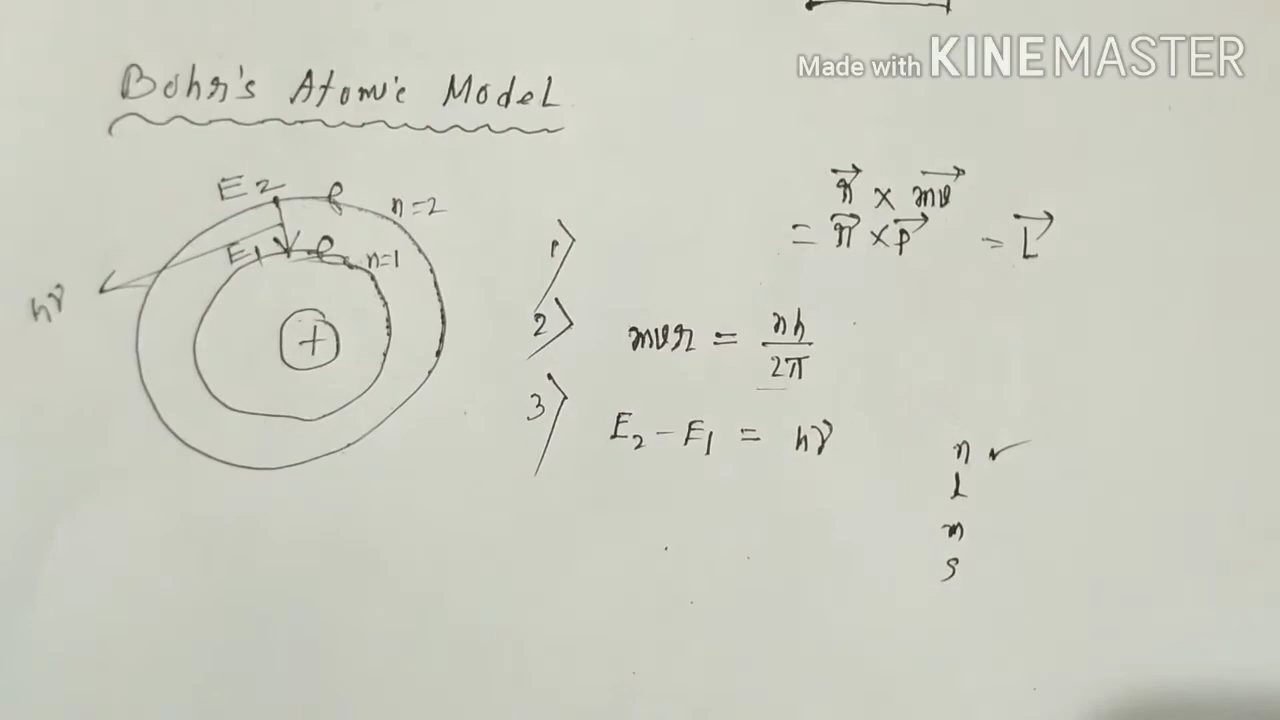 Made with KINEMASTER
Bohr's Atomic Model
E2
n=2
E1
n=1
hν
+
r⃗ × mv⃗
= r⃗ × p⃗ = L⃗
1>
2> mvr = nh/2π
3> E₂ - E₁ = hν
n ✓
l
m
s